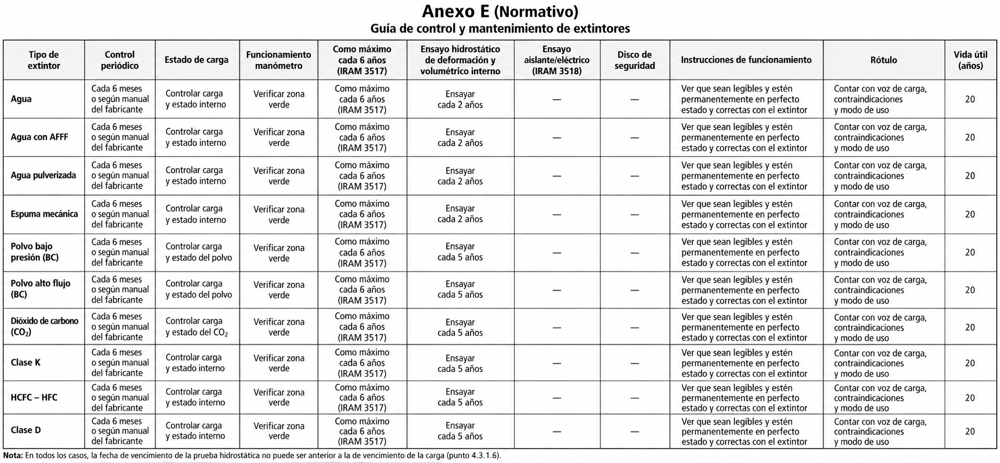 Anexo E (Normativo)
Guía de control y mantenimiento de extintores
Tipo de
extintor
Control
periódico
Estado de carga
Funcionamiento
manómetro
Como máximo
cada 6 años
(IRAM 3517)
Ensayo hidrostático
de deformación y
volumétrico interno
Ensayo
aislante/eléctrico
(IRAM 3518)
Disco de
seguridad
Instrucciones de funcionamiento
Rótulo
Vida útil
(años)
Agua
Cada 6 meses
o según manual
del fabricante
Controlar carga
y estado interno
Verificar zona
verde
Como máximo
cada 6 años
(IRAM 3517)
Ensayar
cada 2 años
—
—
Ver que sean legibles y estén
permanentemente en perfecto
estado y correctas con el extintor
Contar con voz de carga,
contraindicaciones
y modo de uso
20
Agua con AFFF
Cada 6 meses
o según manual
del fabricante
Controlar carga
y estado interno
Verificar zona
verde
Como máximo
cada 6 años
(IRAM 3517)
Ensayar
cada 2 años
—
—
Ver que sean legibles y estén
permanentemente en perfecto
estado y correctas con el extintor
Contar con voz de carga,
contraindicaciones
y modo de uso
20
Agua pulverizada
Cada 6 meses
o según manual
del fabricante
Controlar carga
y estado interno
Verificar zona
verde
Como máximo
cada 6 años
(IRAM 3517)
Ensayar
cada 2 años
—
—
Ver que sean legibles y estén
permanentemente en perfecto
estado y correctas con el extintor
Contar con voz de carga,
contraindicaciones
y modo de uso
20
Espuma mecánica
Cada 6 meses
o según manual
del fabricante
Controlar carga
y estado interno
Verificar zona
verde
Como máximo
cada 6 años
(IRAM 3517)
Ensayar
cada 2 años
—
—
Ver que sean legibles y estén
permanentemente en perfecto
estado y correctas con el extintor
Contar con voz de carga,
contraindicaciones
y modo de uso
20
Polvo bajo
presión (BC)
Cada 6 meses
o según manual
del fabricante
Controlar carga
y estado del polvo
Verificar zona
verde
Como máximo
cada 6 años
(IRAM 3517)
Ensayar
cada 5 años
—
—
Ver que sean legibles y estén
permanentemente en perfecto
estado y correctas con el extintor
Contar con voz de carga,
contraindicaciones
y modo de uso
20
Polvo alto flujo
(BC)
Cada 6 meses
o según manual
del fabricante
Controlar carga
y estado del polvo
Verificar zona
verde
Como máximo
cada 6 años
(IRAM 3517)
Ensayar
cada 5 años
—
—
Ver que sean legibles y estén
permanentemente en perfecto
estado y correctas con el extintor
Contar con voz de carga,
contraindicaciones
y modo de uso
20
Dióxido de carbono
(CO₂)
Cada 6 meses
o según manual
del fabricante
Controlar carga
y estado del CO₂
Verificar zona
verde
Como máximo
cada 6 años
(IRAM 3517)
Ensayar
cada 5 años
—
—
Ver que sean legibles y estén
permanentemente en perfecto
estado y correctas con el extintor
Contar con voz de carga,
contraindicaciones
y modo de uso
20
Clase K
Cada 6 meses
o según manual
del fabricante
Controlar carga
y estado interno
Verificar zona
verde
Como máximo
cada 6 años
(IRAM 3517)
Ensayar
cada 5 años
—
—
Ver que sean legibles y estén
permanentemente en perfecto
estado y correctas con el extintor
Contar con voz de carga,
contraindicaciones
y modo de uso
20
HCFC – HFC
Cada 6 meses
o según manual
del fabricante
Controlar carga
y estado interno
Verificar zona
verde
Como máximo
cada 6 años
(IRAM 3517)
Ensayar
cada 5 años
—
—
Ver que sean legibles y estén
permanentemente en perfecto
estado y correctas con el extintor
Contar con voz de carga,
contraindicaciones
y modo de uso
20
Clase D
Cada 6 meses
o según manual
del fabricante
Controlar carga
y estado interno
Verificar zona
verde
Como máximo
cada 6 años
(IRAM 3517)
Ensayar
cada 5 años
—
—
Ver que sean legibles y estén
permanentemente en perfecto
estado y correctas con el extintor
Contar con voz de carga,
contraindicaciones
y modo de uso
20
Nota: En todos los casos, la fecha de vencimiento de la prueba hidrostática no puede ser anterior a la de vencimiento de la carga (punto 4.3.1.6).